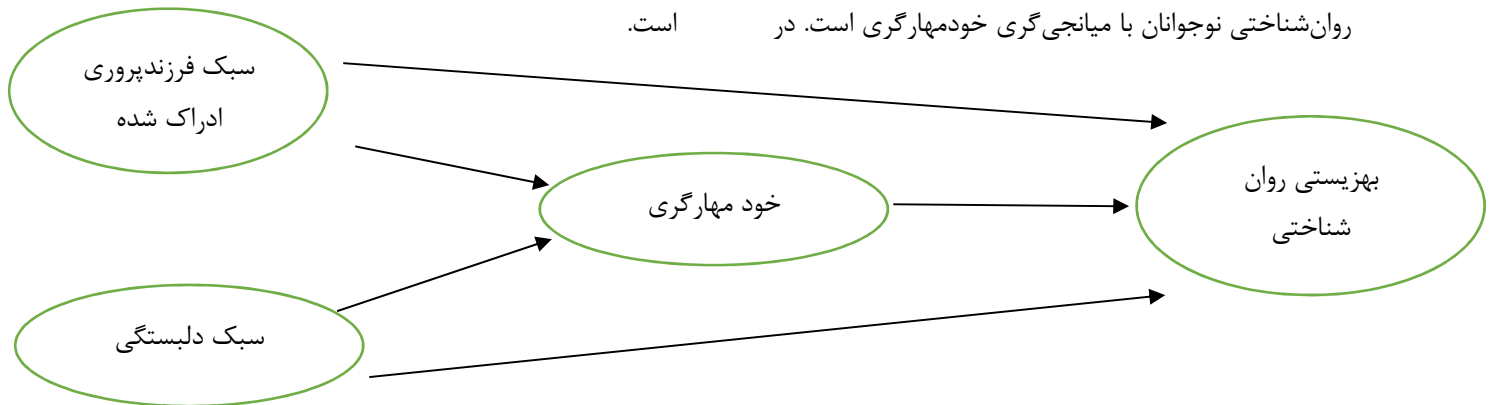 روان‌شناختی نوجوانان با میانجی‌گری خودمهارگری است. در است.
سبک فرزندپروری
ادراک شده
بهزیستی روان
شناختی
خود مهارگری
سبک دلبستگی